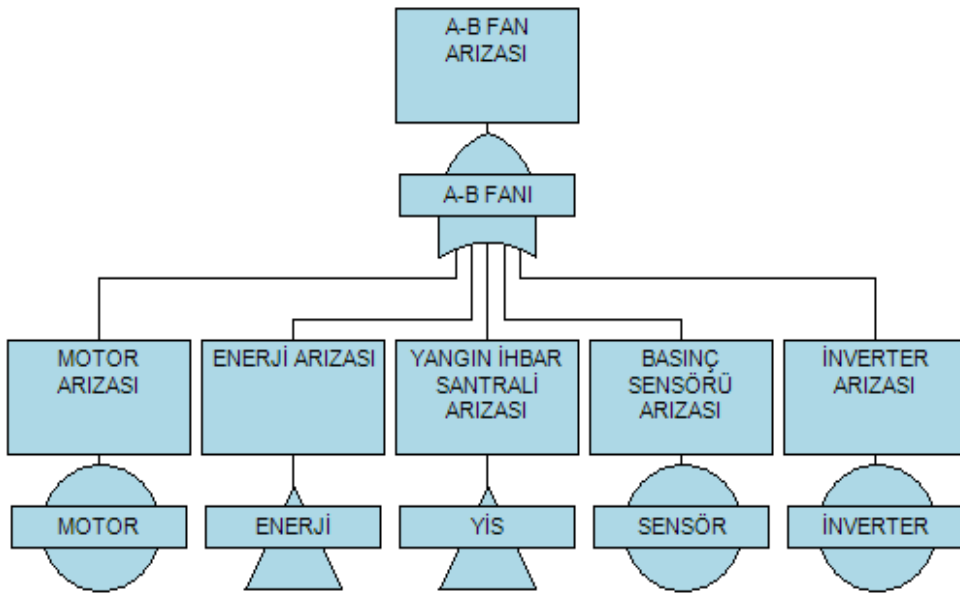 A-B FAN
ARIZASI
A-B FANI
MOTOR
ARIZASI
ENERJİ ARIZASI
YANGIN İHBAR
SANTRALİ
ARIZASI
BASINÇ
SENSÖRÜ
ARIZASI
İNVERTER
ARIZASI
MOTOR
ENERJİ
YİS
SENSÖR
İNVERTER